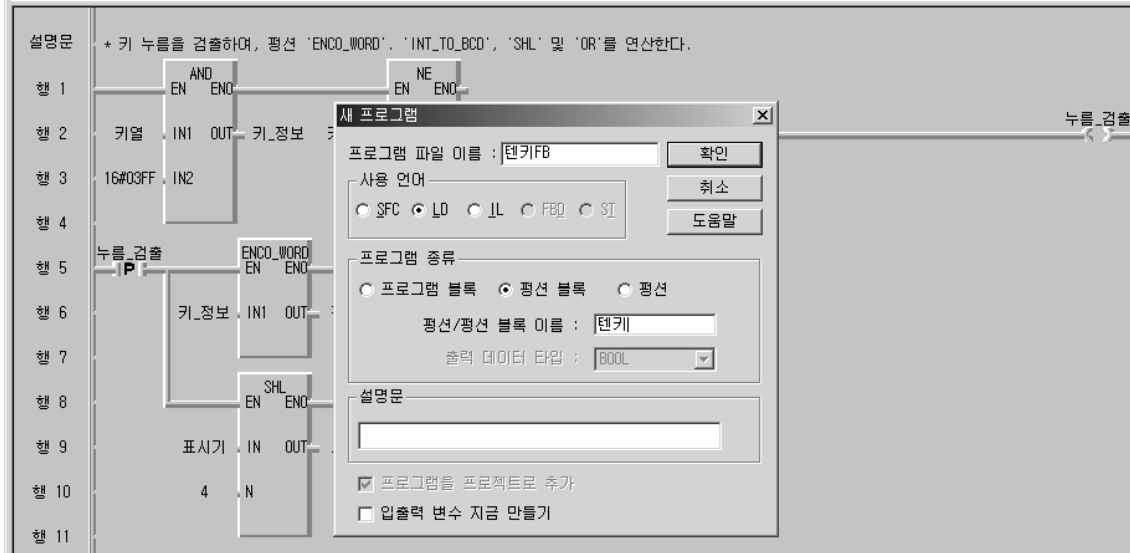 설명문 * 키 누름을 검출하며, 펑션 'ENCO_WORD'. 'INT_TO_BCD', 'SHL' 및 'OR'를 연산한다.
행 1 AND EN ENO NE EN ENO
행 2 키열 IN1 OUT 키_정보 누름_검출
행 3 16#03FF IN2
행 4
행 5 누름_검출 P ENCO_WORD EN ENO
행 6 키_정보 IN1 OUT
행 7
행 8 SHL EN ENO
행 9 표시기 IN OUT
행 10 4 N
행 11
새 프로그램
프로그램 파일 이름 : 텐키FB 확인
사용 언어 취소
SFC LD IL FBD ST 도움말
프로그램 종류
프로그램 블록 펑션 블록 펑션
펑션/펑션 블록 이름 : 텐키
출력 데이터 타입 : BOOL
설명문
프로그램을 프로젝트로 추가
입출력 변수 지금 만들기